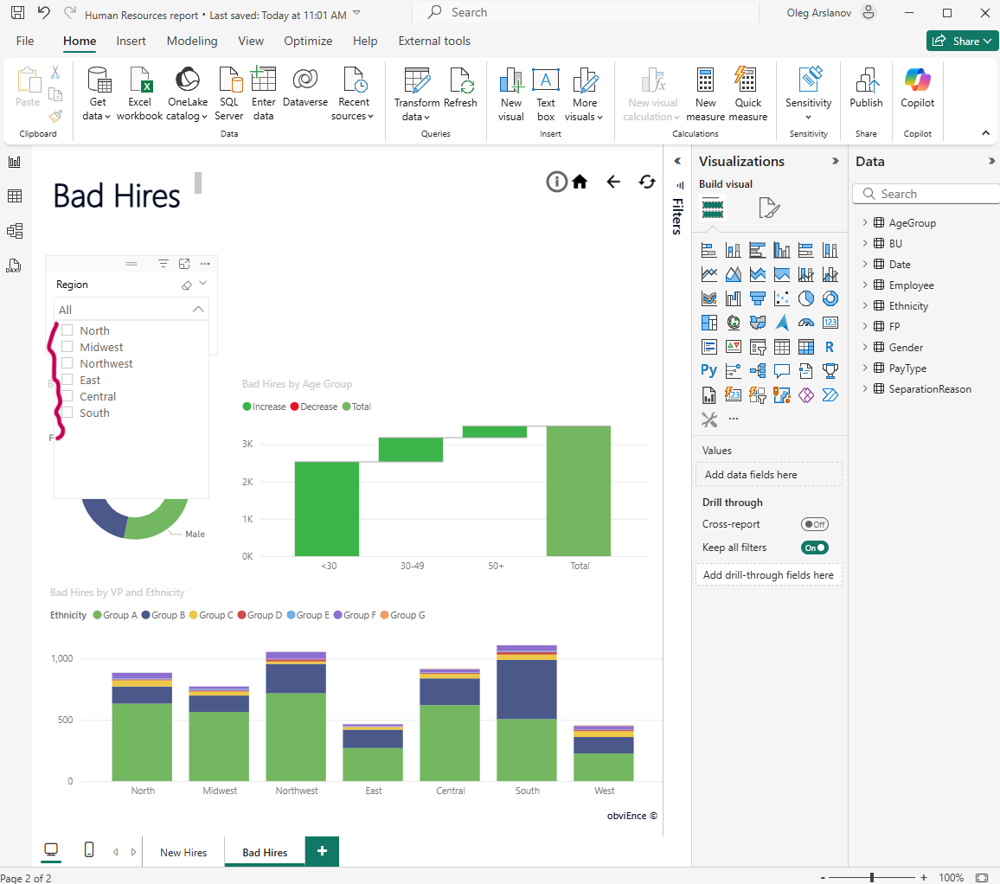 Human Resources report • Last saved: Today at 11:01 AM
Search
Oleg Arslanov
File Home Insert Modeling View Optimize Help External tools
Share
Paste
Get data
Excel workbook
OneLake catalog
SQL Server
Enter data
Dataverse
Recent sources
Transform data
Refresh
New visual
Text box
More visuals
New visual calculation
New measure
Quick measure
Sensitivity
Publish
Copilot
Clipboard Data Queries Insert Calculations Sensitivity Share Copilot
Bad Hires
Region
All
North
Midwest
Northwest
East
Central
South
Male
Bad Hires by Age Group
Increase Decrease Total
3K
2K
1K
0K
<30 30-49 50+ Total
Bad Hires by VP and Ethnicity
Ethnicity Group A Group B Group C Group D Group E Group F Group G
1,000
500
0
North Midwest Northwest East Central South West
obviEnce ©
Filters
Visualizations
Build visual
123
R
Py
123
Values
Add data fields here
Drill through
Cross-report Off
Keep all filters On
Add drill-through fields here
Data
Search
AgeGroup
BU
Date
Employee
Ethnicity
FP
Gender
PayType
SeparationReason
DAX
New Hires Bad Hires +
Page 2 of 2
- + 100%